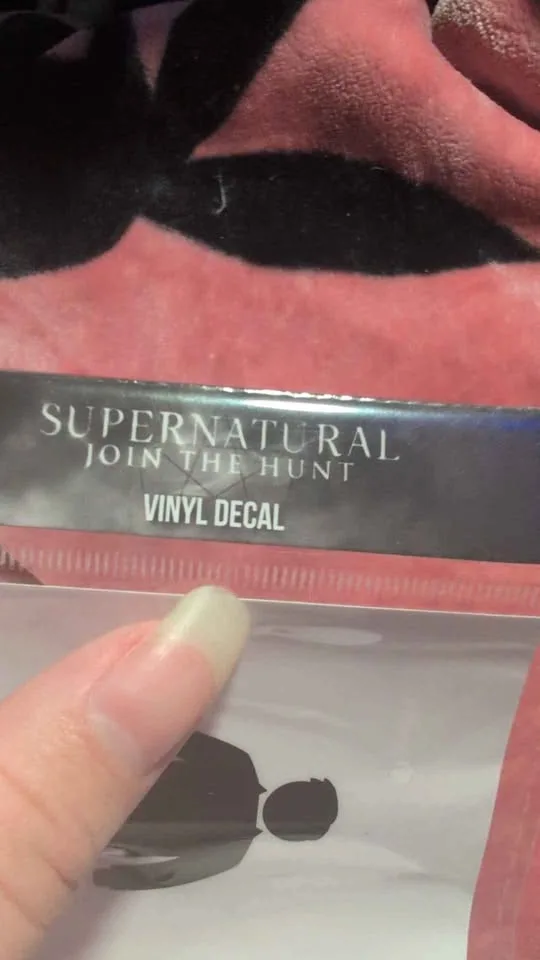 SUPERNATURAL
JOIN THE HUNT
VINYL DECAL